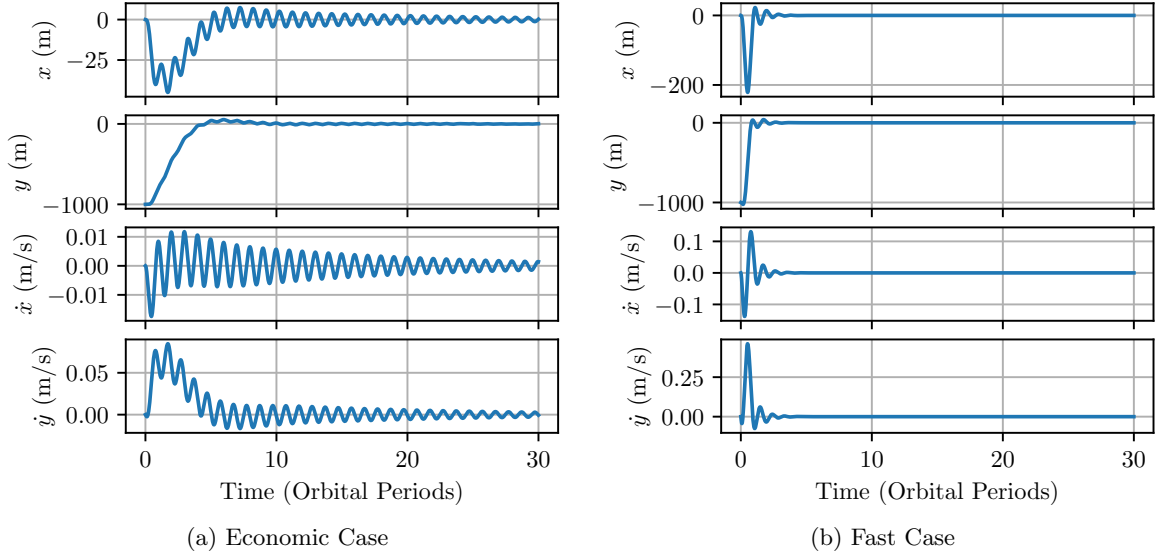 x (m)
0
−25
y (m)
0
−1000
ẋ (m/s)
0.01
0.00
−0.01
ẏ (m/s)
0.05
0.00
0 10 20 30
Time (Orbital Periods)
(a) Economic Case
x (m)
0
−200
y (m)
0
−1000
ẋ (m/s)
0.1
0.0
−0.1
ẏ (m/s)
0.25
0.00
0 10 20 30
Time (Orbital Periods)
(b) Fast Case